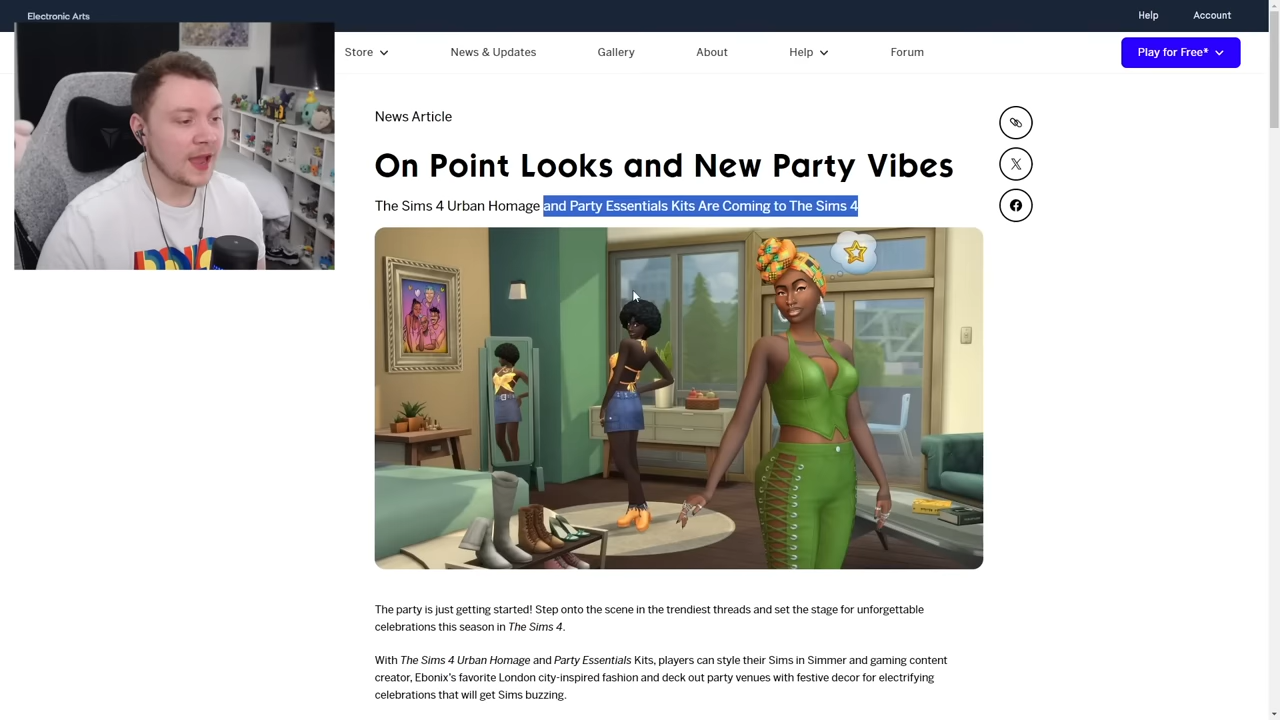 Electronic Arts
Help
Account
Store
News & Updates
Gallery
About
Help
Forum
Play for Free*
News Article
On Point Looks and New Party Vibes
The Sims 4 Urban Homage and Party Essentials Kits Are Coming to The Sims 4
The party is just getting started! Step onto the scene in the trendiest threads and set the stage for unforgettable
celebrations this season in The Sims 4.
With The Sims 4 Urban Homage and Party Essentials Kits, players can style their Sims in Simmer and gaming content
creator, Ebonix's favorite London city-inspired fashion and deck out party venues with festive decor for electrifying
celebrations that will get Sims buzzing.